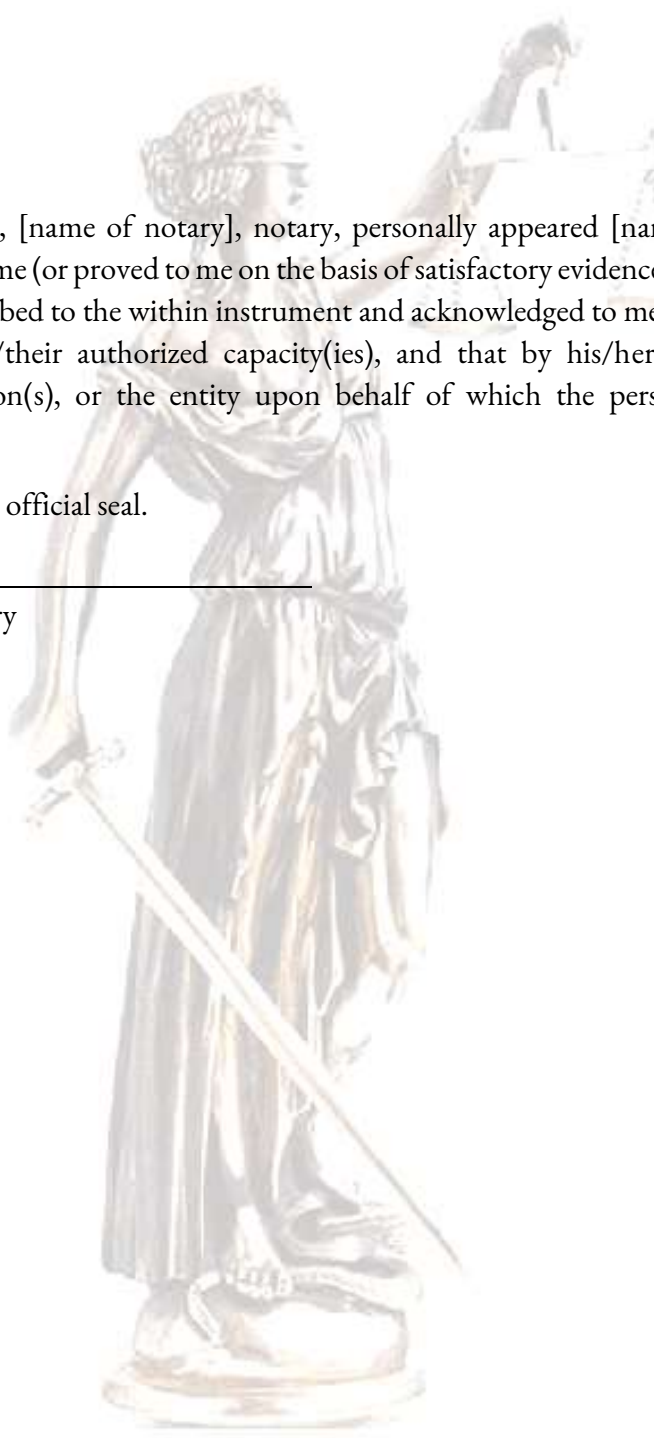 , [name of notary], notary, personally appeared [nar
me (or proved to me on the basis of satisfactory evidence
bed to the within instrument and acknowledged to me
/their authorized capacity(ies), and that by his/her
on(s), or the entity upon behalf of which the pers
official seal.
ry